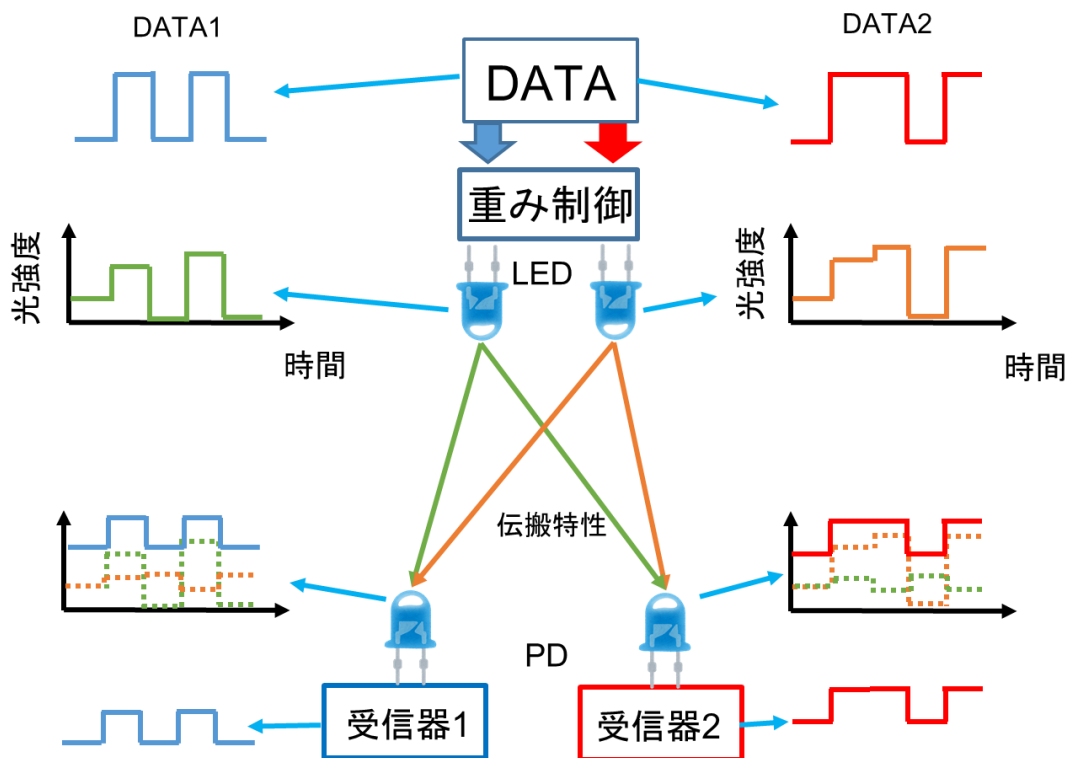 DATA1
DATA
DATA2
重み制御
光強度
時間
LED
光強度
時間
伝搬特性
PD
受信器1
受信器2